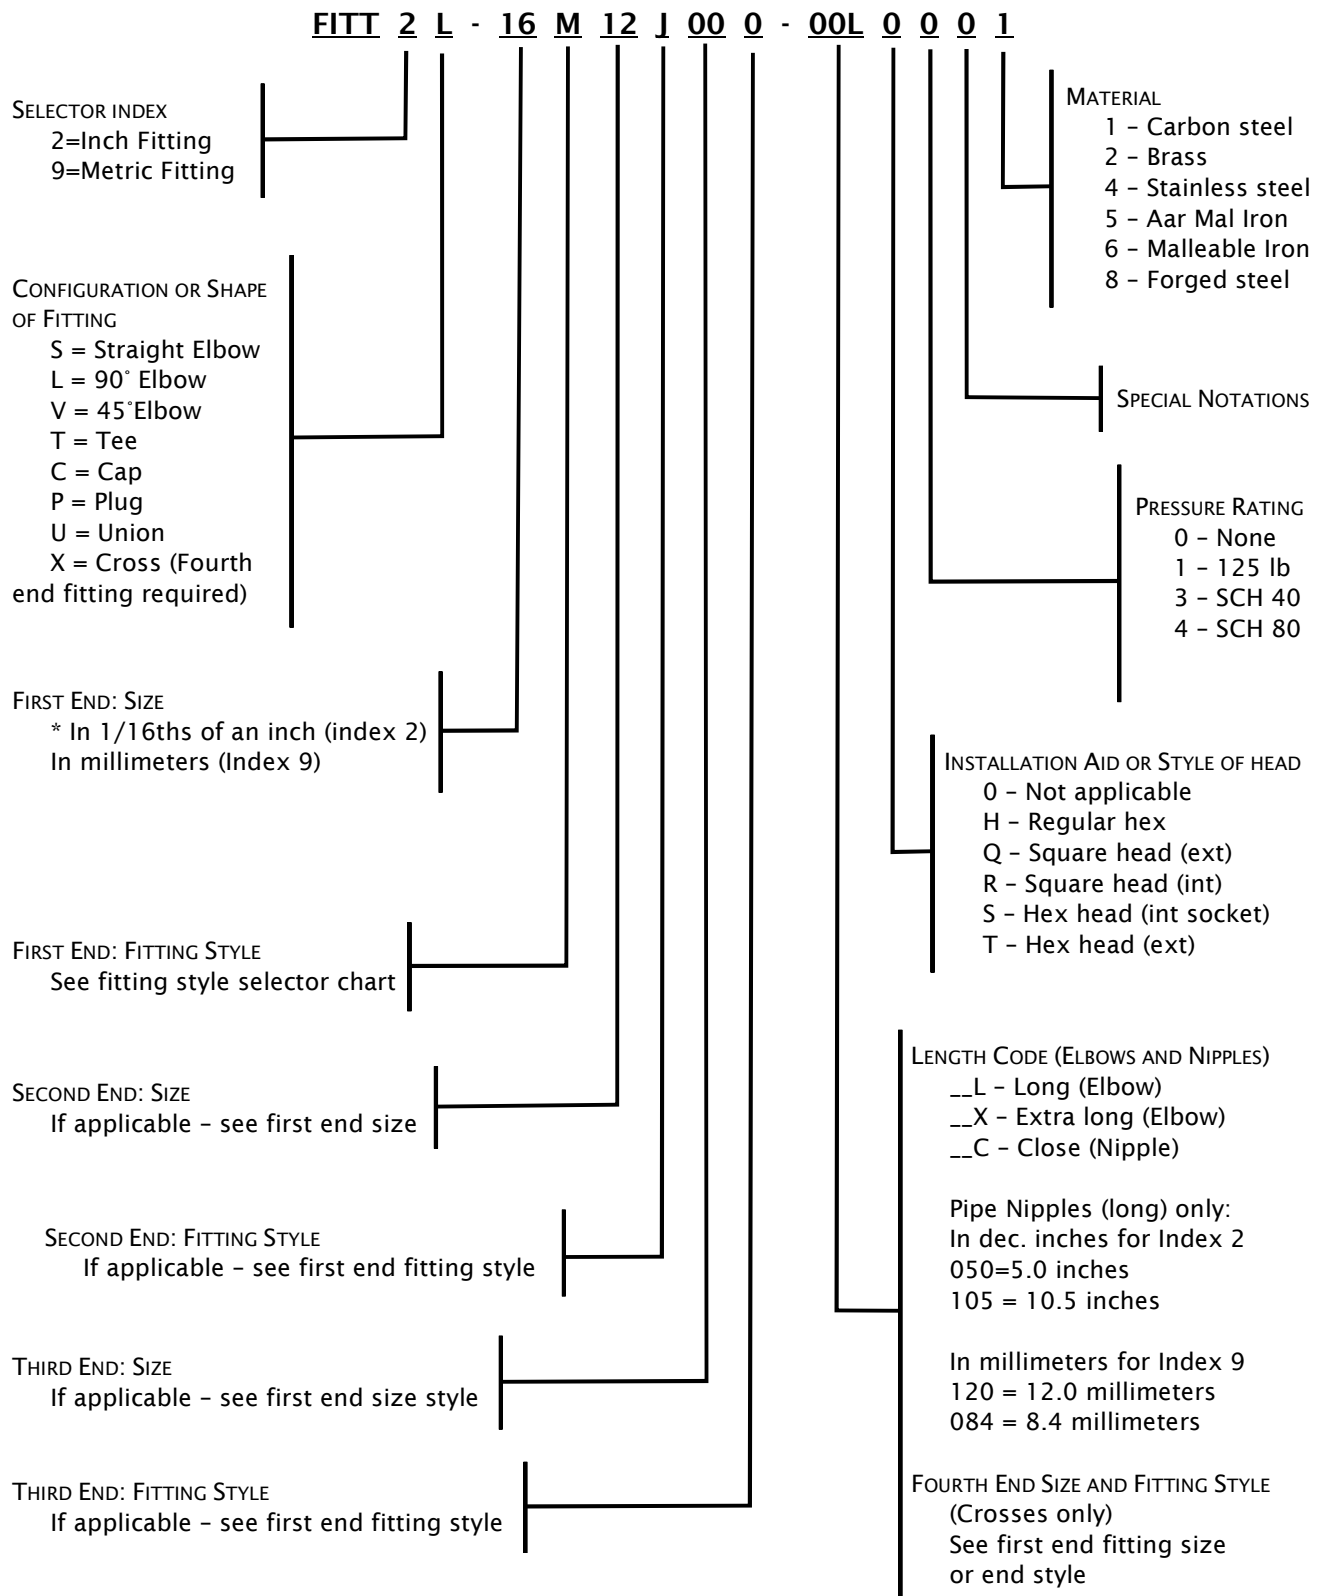 FITT 2 L - 16 M 12 J 00 0 - 00L 0 0 0 1
SELECTOR INDEX
2=Inch Fitting
9=Metric Fitting
CONFIGURATION OR SHAPE
OF FITTING
S = Straight Elbow
L = 90° Elbow
V = 45°Elbow
T = Tee
C = Cap
P = Plug
U = Union
X = Cross (Fourth
end fitting required)
FIRST END: SIZE
* In 1/16ths of an inch (index 2)
In millimeters (Index 9)
FIRST END: FITTING STYLE
See fitting style selector chart
SECOND END: SIZE
If applicable – see first end size
SECOND END: FITTING STYLE
If applicable – see first end fitting style
THIRD END: SIZE
If applicable – see first end size style
THIRD END: FITTING STYLE
If applicable – see first end fitting style
MATERIAL
1 – Carbon steel
2 – Brass
4 – Stainless steel
5 – Aar Mal Iron
6 – Malleable Iron
8 – Forged steel
SPECIAL NOTATIONS
PRESSURE RATING
0 – None
1 – 125 lb
3 – SCH 40
4 – SCH 80
INSTALLATION AID OR STYLE OF HEAD
0 – Not applicable
H – Regular hex
Q – Square head (ext)
R – Square head (int)
S – Hex head (int socket)
T – Hex head (ext)
LENGTH CODE (ELBOWS AND NIPPLES)
__L – Long (Elbow)
__X – Extra long (Elbow)
__C – Close (Nipple)
Pipe Nipples (long) only:
In dec. inches for Index 2
050=5.0 inches
105 = 10.5 inches
In millimeters for Index 9
120 = 12.0 millimeters
084 = 8.4 millimeters
FOURTH END SIZE AND FITTING STYLE
(Crosses only)
See first end fitting size
or end style